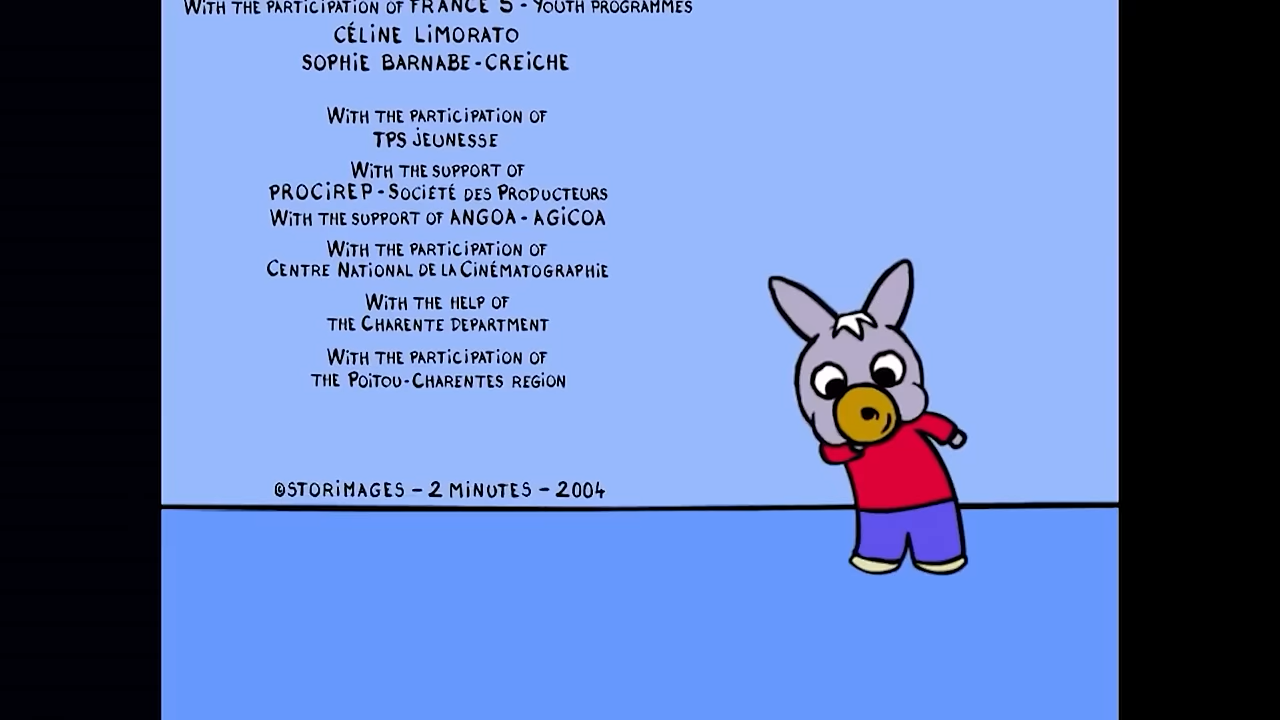 WiTH THE PARTiCiPATiON OF FRANCE 5 - YOUTH PROGRAMMES
CÉLiNE LiMORATO
SOPHiE BARNABE-CREiCHE
WiTH THE PARTiCiPATiON OF
TPS JEUNESSE
WiTH THE SUPPORT OF
PROCiREP - SOCiÉTÉ DES PRODUCTEURS
WiTH THE SUPPORT OF ANGOA - AGiCOA
WiTH THE PARTiCiPATiON OF
CENTRE NATiONAL DE LA CiNÉMATOGRAPHiE
WiTH THE HELP OF
THE CHARENTE DEPARTMENT
WiTH THE PARTiCiPATiON OF
THE POiTOU-CHARENTES REGiON
©STORiMAGES - 2 MiNUTES - 2004